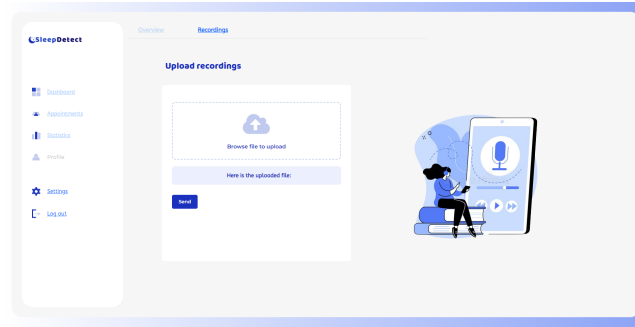 SleepDetect
Overview
Recordings
Upload recordings
Dashboard
Appointments
Statistics
Profile
Settings
Log out
Browse file to upload
Here is the uploaded file:
Send